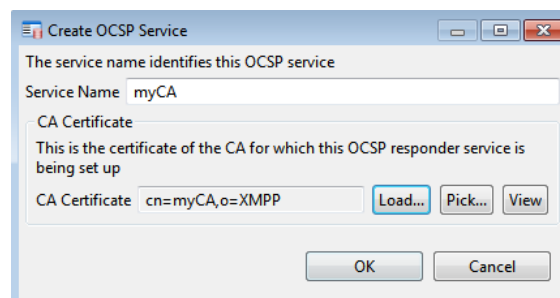 Create OCSP Service
The service name identifies this OCSP service
Service Name myCA
CA Certificate
This is the certificate of the CA for which this OCSP responder service is
being set up
CA Certificate cn=myCA,o=XMPP Load... Pick... View
OK Cancel